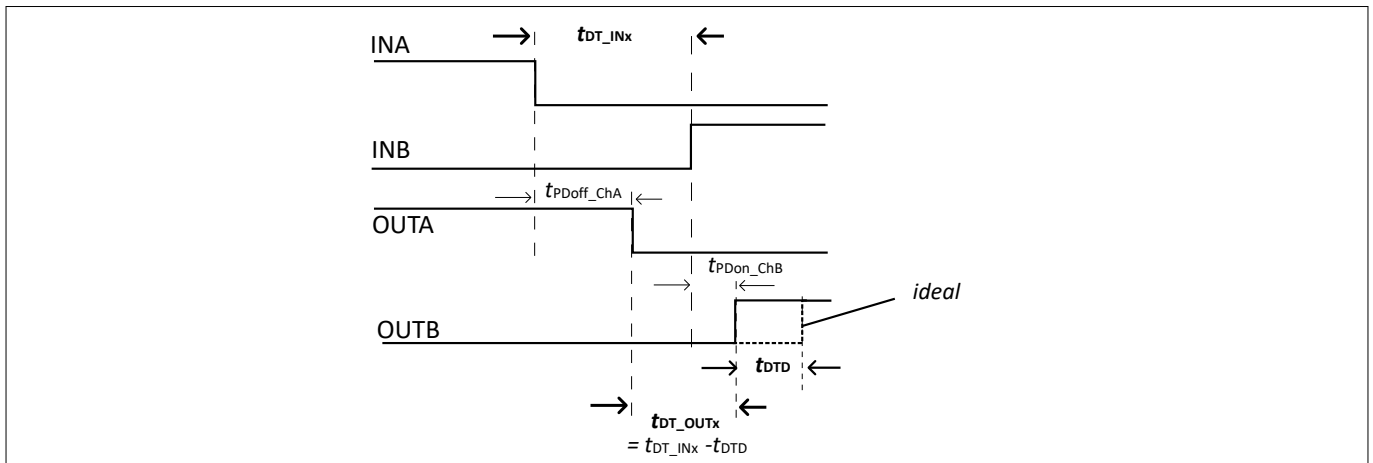 tDT_INx
INA
INB
tPDoff_ChA
OUTA
tPDon_ChB
ideal
OUTB
tDTD
tDT_OUTx
= tDT_INx -tDTD